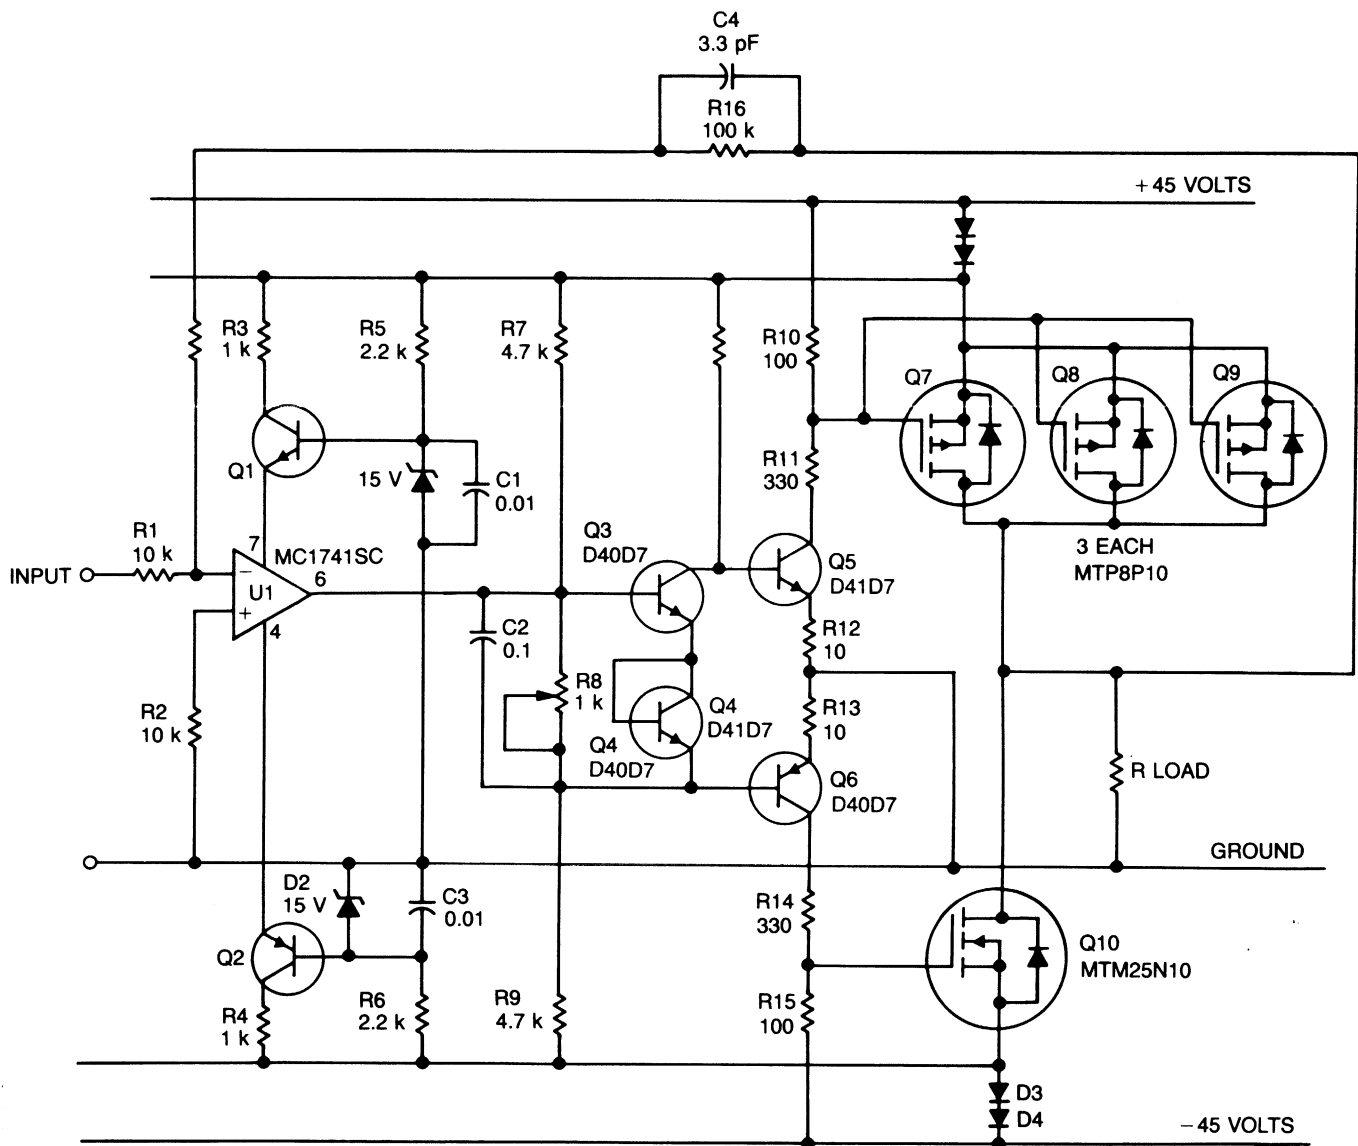 C4
3.3 pF
R16
100 k
+45 VOLTS
R3
1 k
R5
2.2 k
R7
4.7 k
R10
100
Q7
Q8
Q9
Q1
15 V
C1
0.01
R11
330
R1
10 k
7
MC1741SC
Q3
D40D7
Q5
D41D7
3 EACH
MTP8P10
INPUT
−
U1
6
+
4
C2
0.1
R12
10
R2
10 k
R8
1 k
Q4
D41D7
R13
10
Q4
D40D7
Q6
D40D7
R LOAD
GROUND
D2
15 V
C3
0.01
R14
330
Q2
Q10
MTM25N10
R4
1 k
R6
2.2 k
R9
4.7 k
R15
100
D3
D4
−45 VOLTS